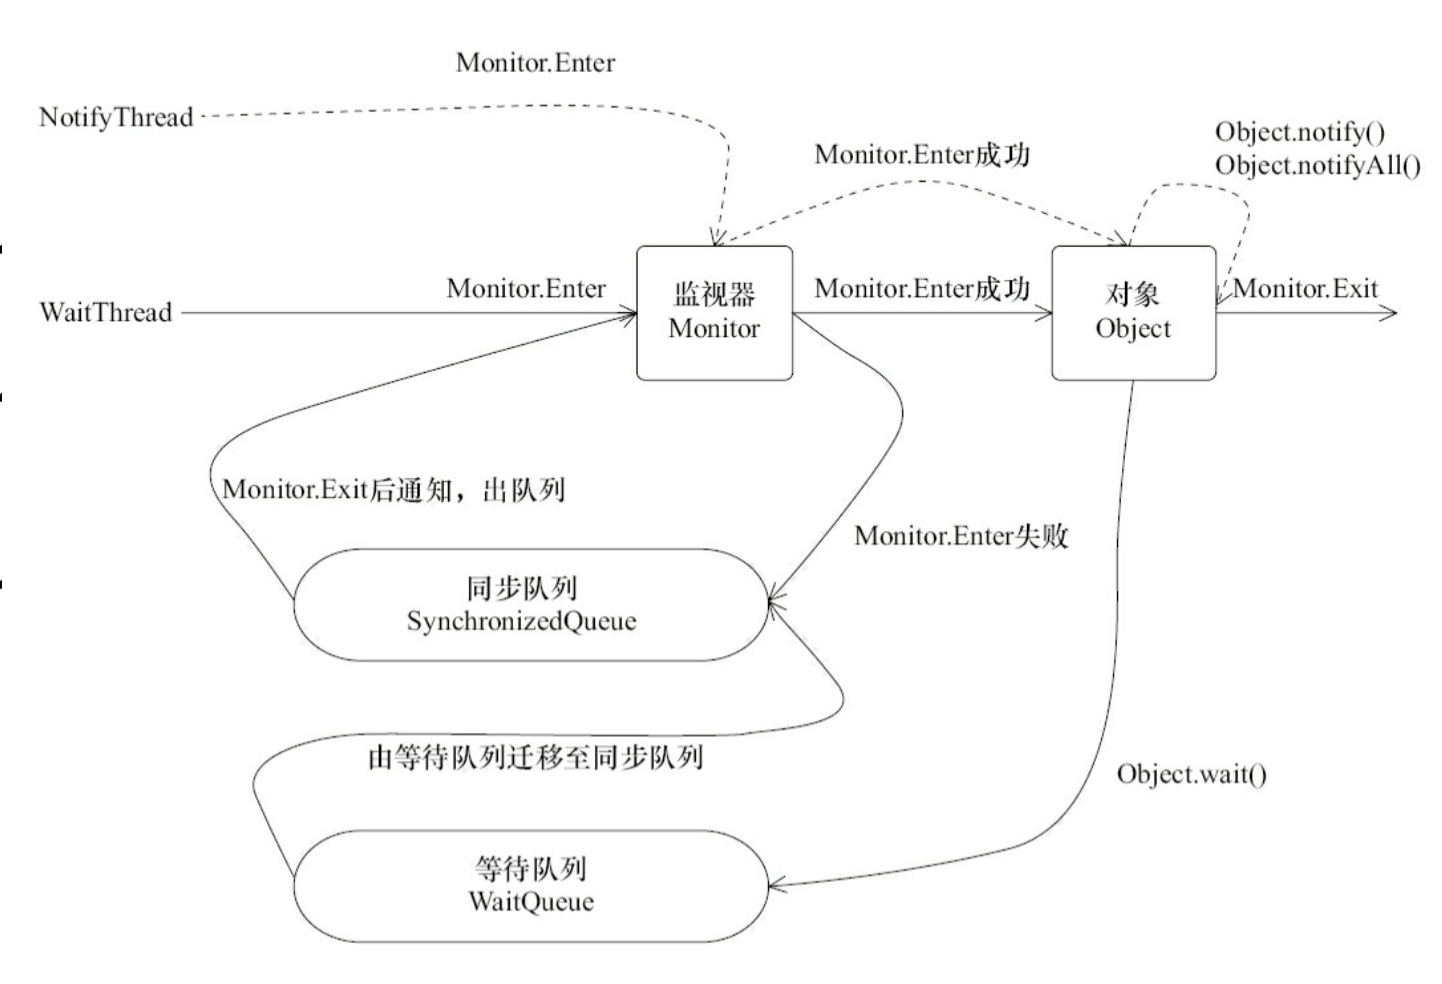 Monitor.Enter
NotifyThread
Object.notify()
Monitor.Enter成功
Object.notifyAll()
Monitor.Enter
Monitor.Enter成功
Monitor.Exit
WaitThread
监视器
Monitor
对象
Object
Monitor.Exit后通知，出队列
Monitor.Enter失败
同步队列
SynchronizedQueue
由等待队列迁移至同步队列
Object.wait()
等待队列
WaitQueue